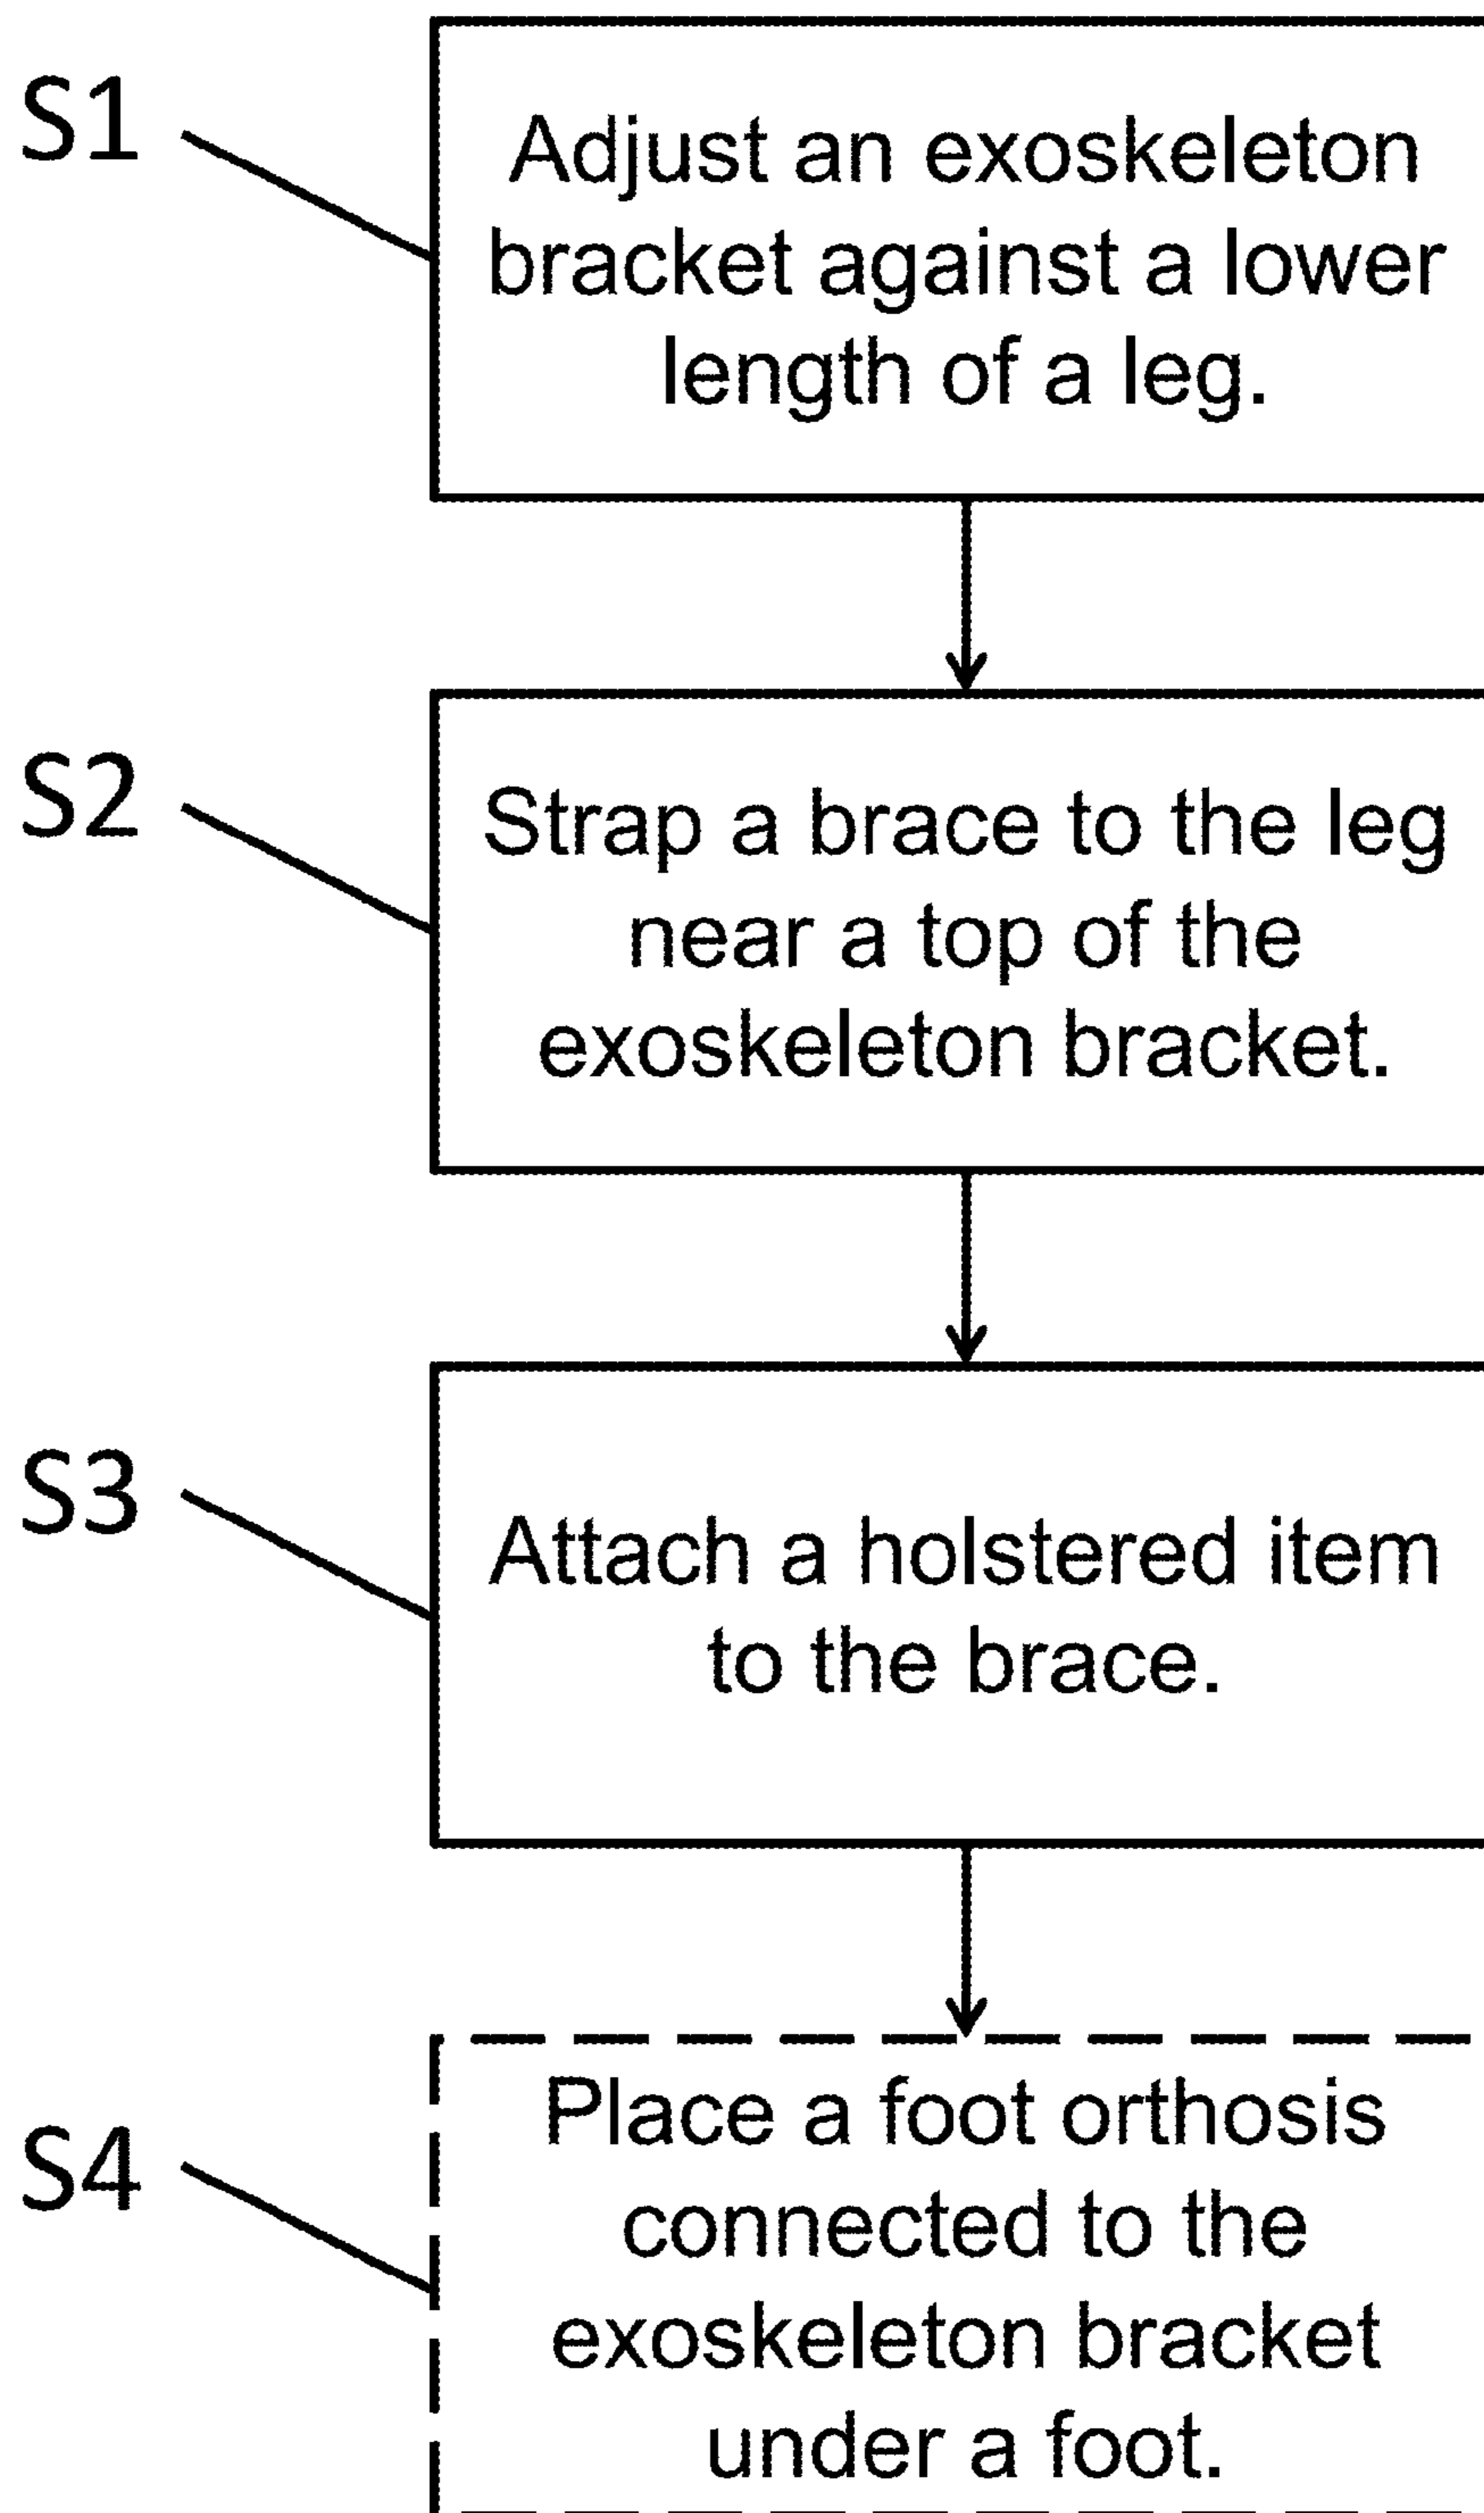 S1
Adjust an exoskeleton
bracket against a lower
length of a leg.
S2
Strap a brace to the leg
near a top of the
exoskeleton bracket.
S3
Attach a holstered item
to the brace.
S4
Place a foot orthosis
connected to the
exoskeleton bracket
under a foot.